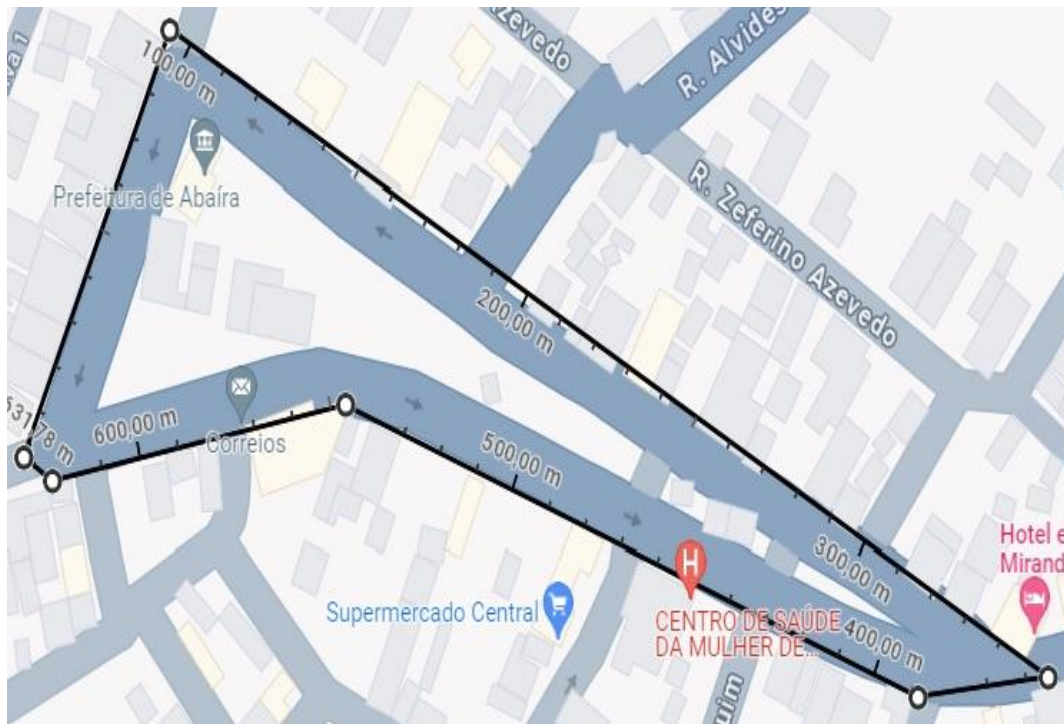 Azevedo
R. Alvides
100,00 m
Prefeitura de Abaíra
R. Zeferino Azevedo
200,00 m
600,00 m
Correios
500,00 m
300,00 m
Hotel e
Mirand
Supermercado Central
H
CENTRO DE SAÚDE
DA MULHER DE...
400,00 m
uim